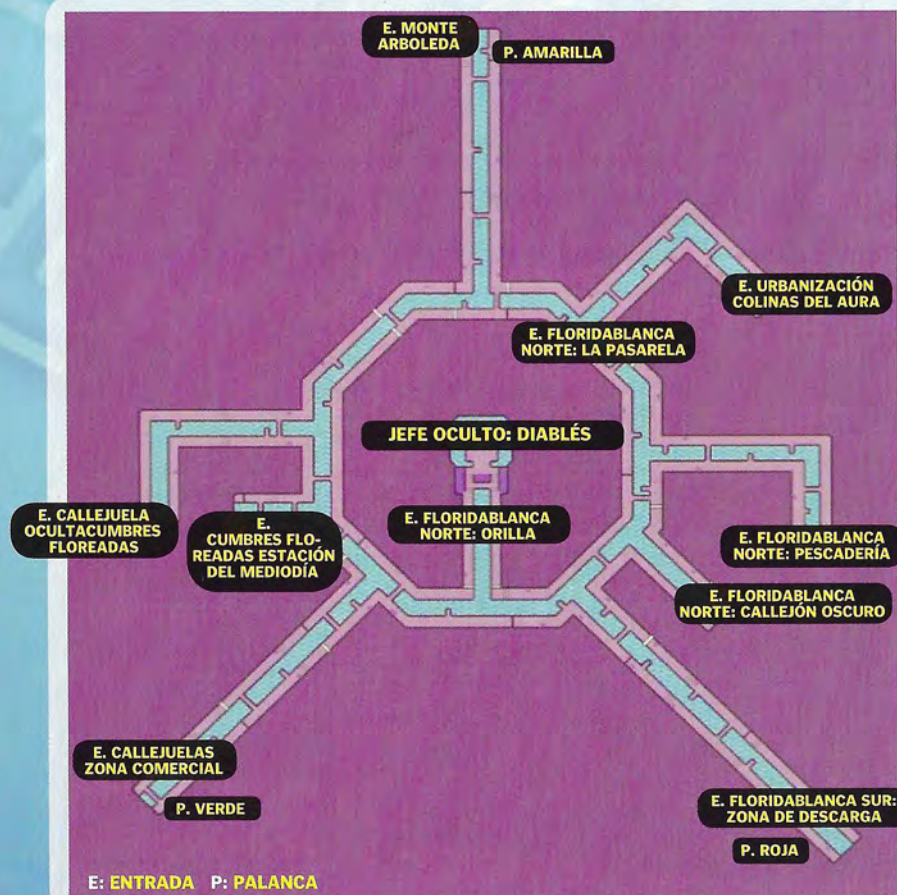 E. MONTE
ARBOLEDA
P. AMARILLA
E. URBANIZACIÓN
COLINAS DEL AURA
E. FLORIDABLANCA
NORTE: LA PASARELA
JEFE OCULTO: DIABLÉS
E. CALLEJUELA
OCULTACUMBRES
FLOREADAS
E.
CUMBRES FLO-
READAS ESTACIÓN
DEL MEDIODÍA
E. FLORIDABLANCA
NORTE: ORILLA
E. FLORIDABLANCA
NORTE: PESCADERÍA
E. FLORIDABLANCA
NORTE: CALLEJÓN OSCURO
E. CALLEJUELAS
ZONA COMERCIAL
P. VERDE
E. FLORIDABLANCA SUR:
ZONA DE DESCARGA
P. ROJA
E: ENTRADA P: PALANCA